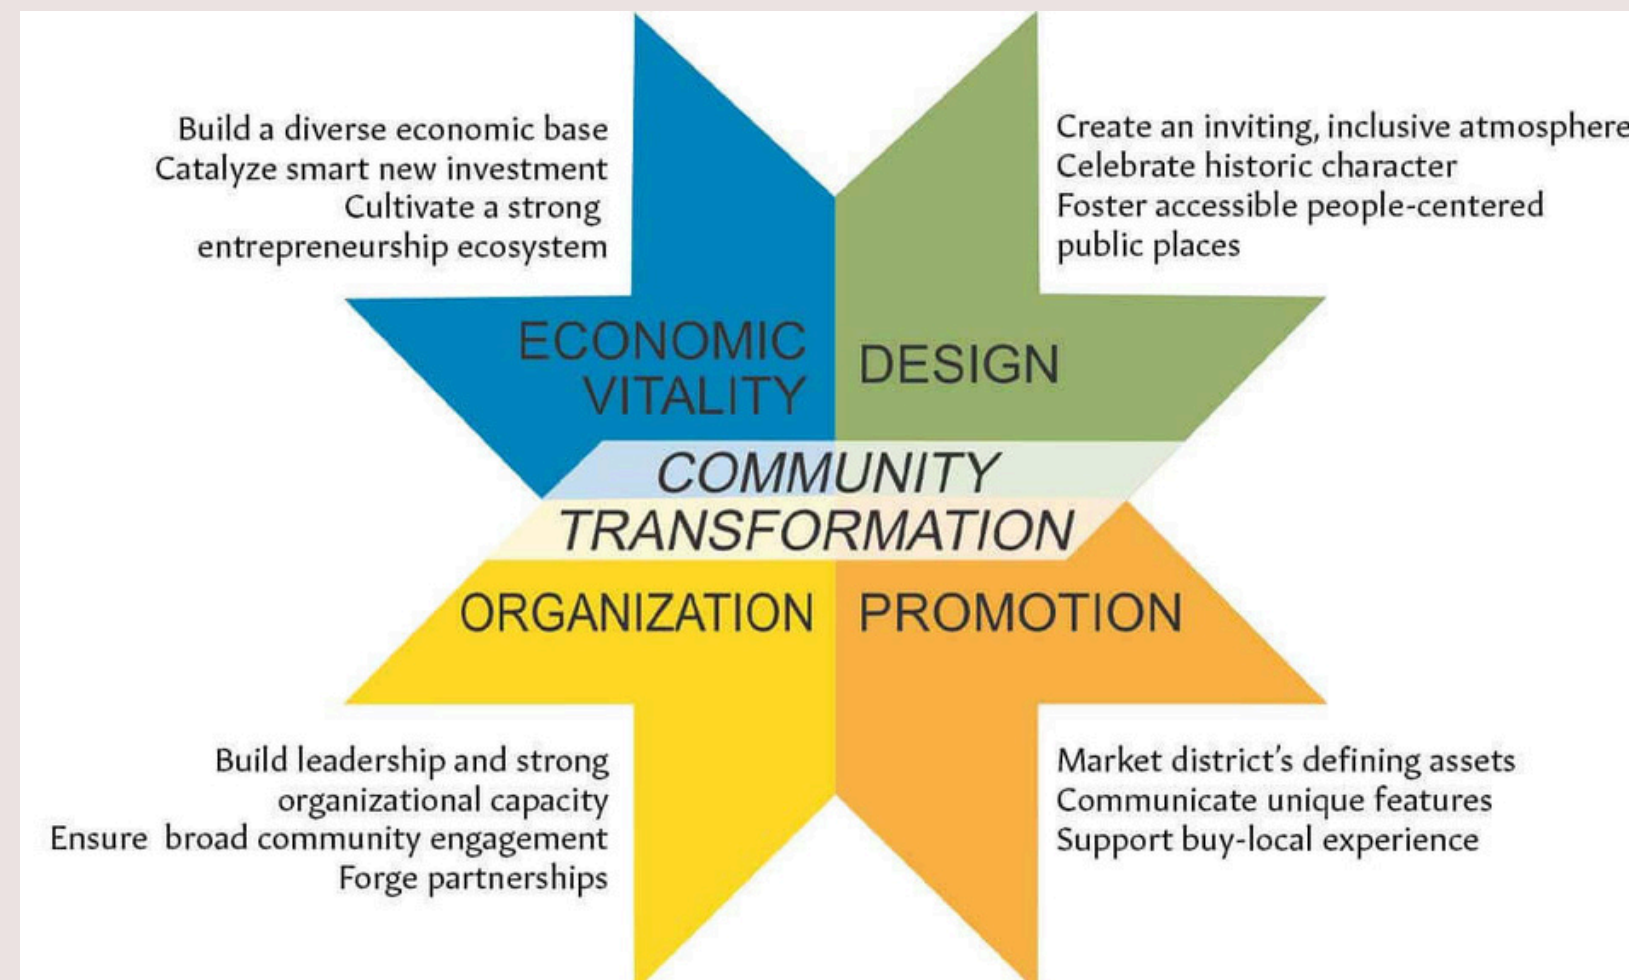 Build a diverse economic base
Catalyze smart new investment
Cultivate a strong
entrepreneurship ecosystem
Create an inviting, inclusive atmosphere
Celebrate historic character
Foster accessible people-centered
public places
ECONOMIC
VITALITY
DESIGN
COMMUNITY
TRANSFORMATION
ORGANIZATION
PROMOTION
Build leadership and strong
organizational capacity
Ensure broad community engagement
Forge partnerships
Market district’s defining assets
Communicate unique features
Support buy-local experience